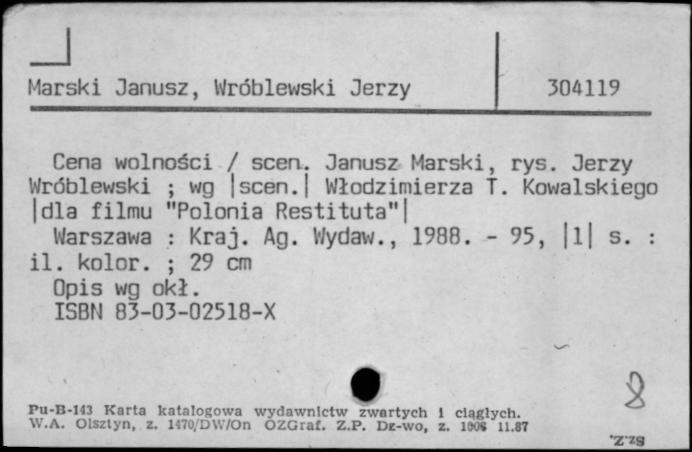 Marski Janusz, Wróblewski Jerzy
304119
Cena wolności / scen. Janusz Marski, rys. Jerzy
Wróblewski ; wg |scen.| Włodzimierza T. Kowalskiego
|dla filmu "Polonia Restituta"|
Warszawa : Kraj. Ag. Wydaw., 1988. - 95, |1| s. :
il. kolor. ; 29 cm
Opis wg okł.
ISBN 83-03-02518-X
8
Pu-B-143 Karta katalogowa wydawnictw zwartych i ciągłych.
W.A. Olsztyn, z. 1470/DW/On OZGraf. Z.P. Dz-wo, z. 11.87